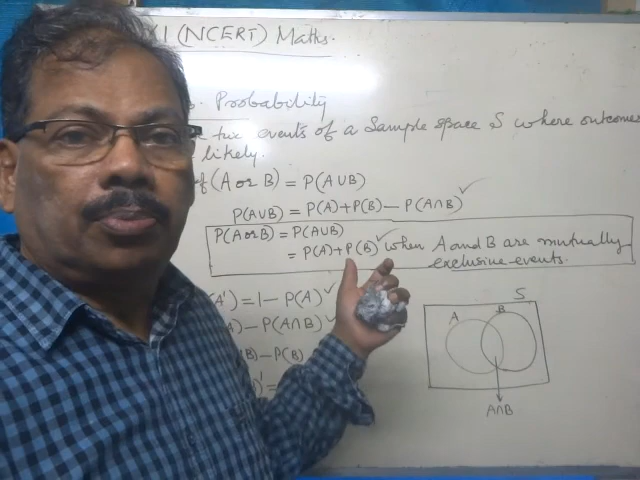 XI (NCERT) Maths.
Probability
events of a Sample space S where outcomes
likely.
of (A or B) = P(A∪B)
P(A∪B) = P(A)+P(B) – P(A∩B) ✓
P(A or B) = P(A∪B)
= P(A)+P(B) ✓ when A and B are mutually
exclusive events.
(A') = 1 – P(A) ✓
) – P(A∩B) ✓
B) – P(B)
)' =
S
A B
A∩B